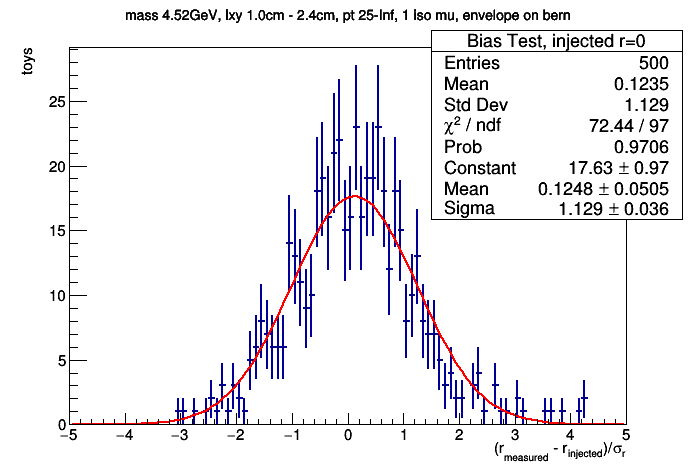 mass 4.52GeV, lxy 1.0cm - 2.4cm, pt 25-Inf, 1 Iso mu, envelope on bern
Bias Test, injected r=0
Entries 500
Mean 0.1235
Std Dev 1.129
χ² / ndf 72.44 / 97
Prob 0.9706
Constant 17.63 ± 0.97
Mean 0.1248 ± 0.0505
Sigma 1.129 ± 0.036
toys
25
20
15
10
5
0
−5 −4 −3 −2 −1 0 1 2 3 4 5
(r_measured - r_injected)/σ_r